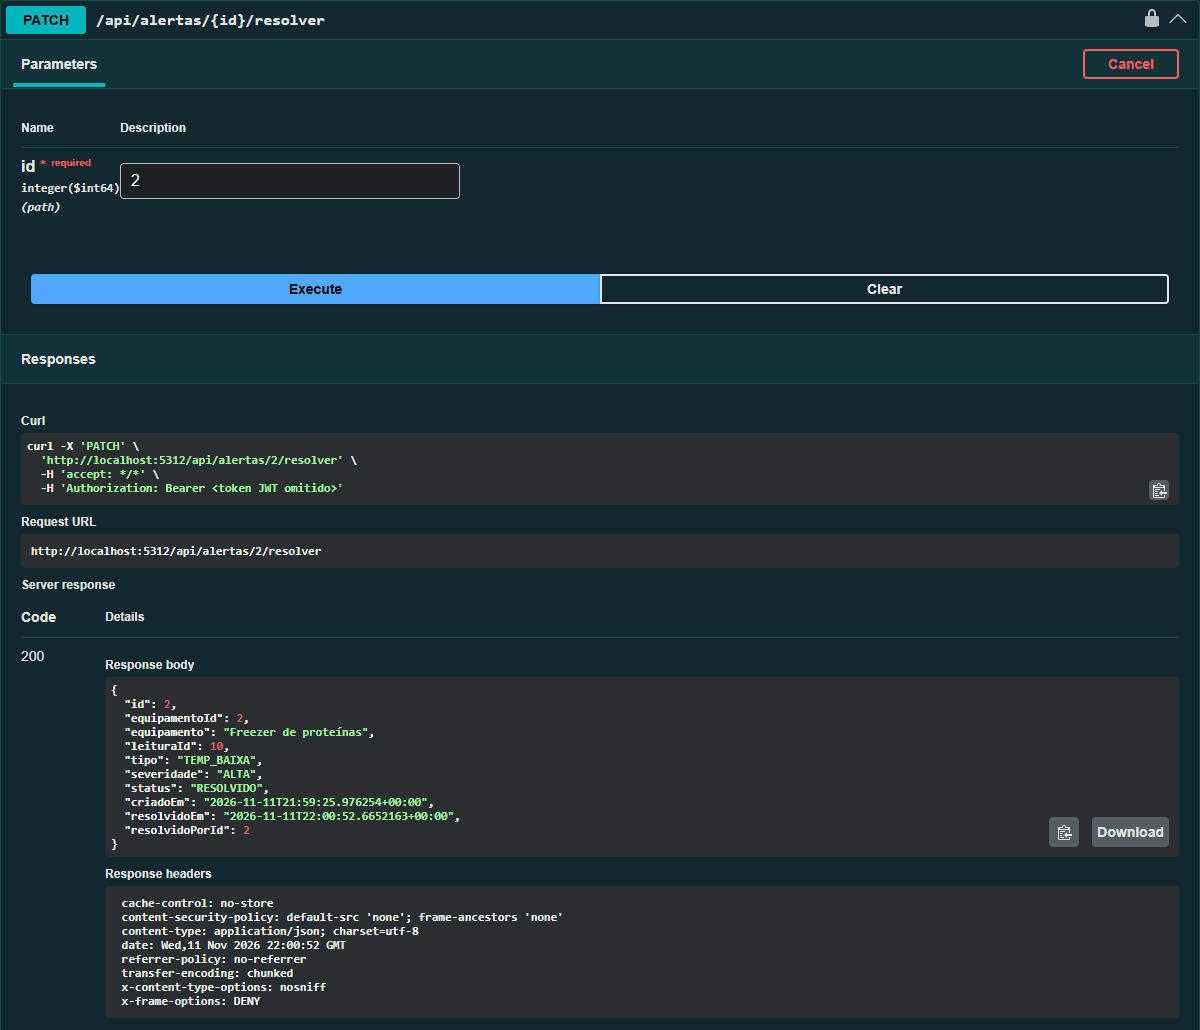 PATCH /api/alertas/{id}/resolver
Parameters
Cancel
Name Description
id * required
integer($int64)
(path)
2
Execute Clear
Responses
Curl
curl -X 'PATCH' \
  'http://localhost:5312/api/alertas/2/resolver' \
  -H 'accept: */*' \
  -H 'Authorization: Bearer <token JWT omitido>'
Request URL
http://localhost:5312/api/alertas/2/resolver
Server response
Code Details
200
Response body
{
  "id": 2,
  "equipamentoId": 2,
  "equipamento": "Freezer de proteínas",
  "leituraId": 10,
  "tipo": "TEMP_BAIXA",
  "severidade": "ALTA",
  "status": "RESOLVIDO",
  "criadoEm": "2026-11-11T21:59:25.976254+00:00",
  "resolvidoEm": "2026-11-11T22:00:52.6652163+00:00",
  "resolvidoPorId": 2
}
Download
Response headers
cache-control: no-store
content-security-policy: default-src 'none'; frame-ancestors 'none'
content-type: application/json; charset=utf-8
date: Wed,11 Nov 2026 22:00:52 GMT
referrer-policy: no-referrer
transfer-encoding: chunked
x-content-type-options: nosniff
x-frame-options: DENY